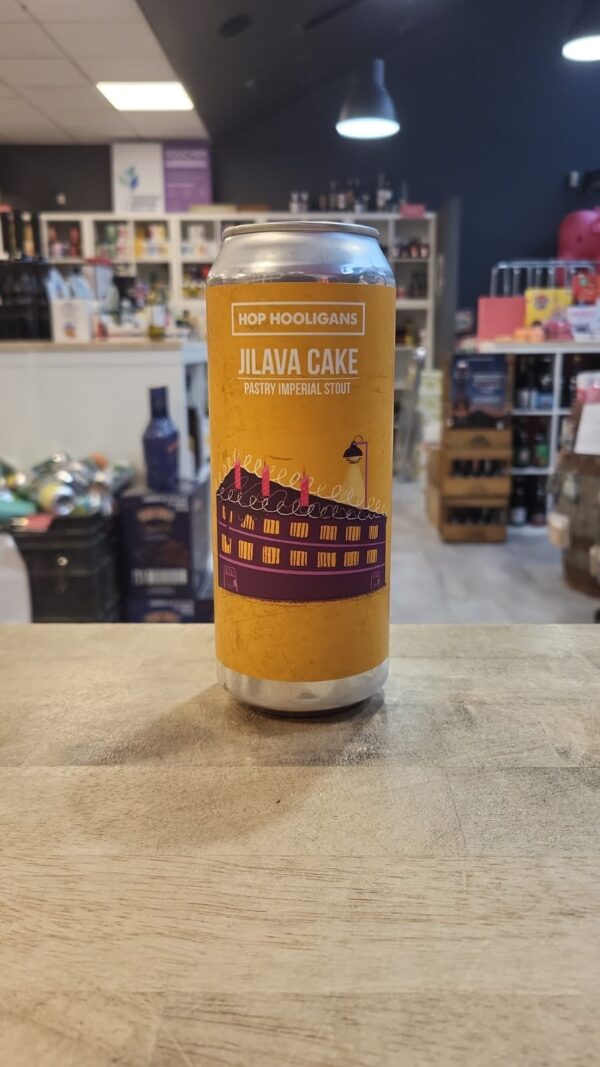 HOP HOOLIGANS
JILAVA CAKE
PASTRY IMPERIAL STOUT